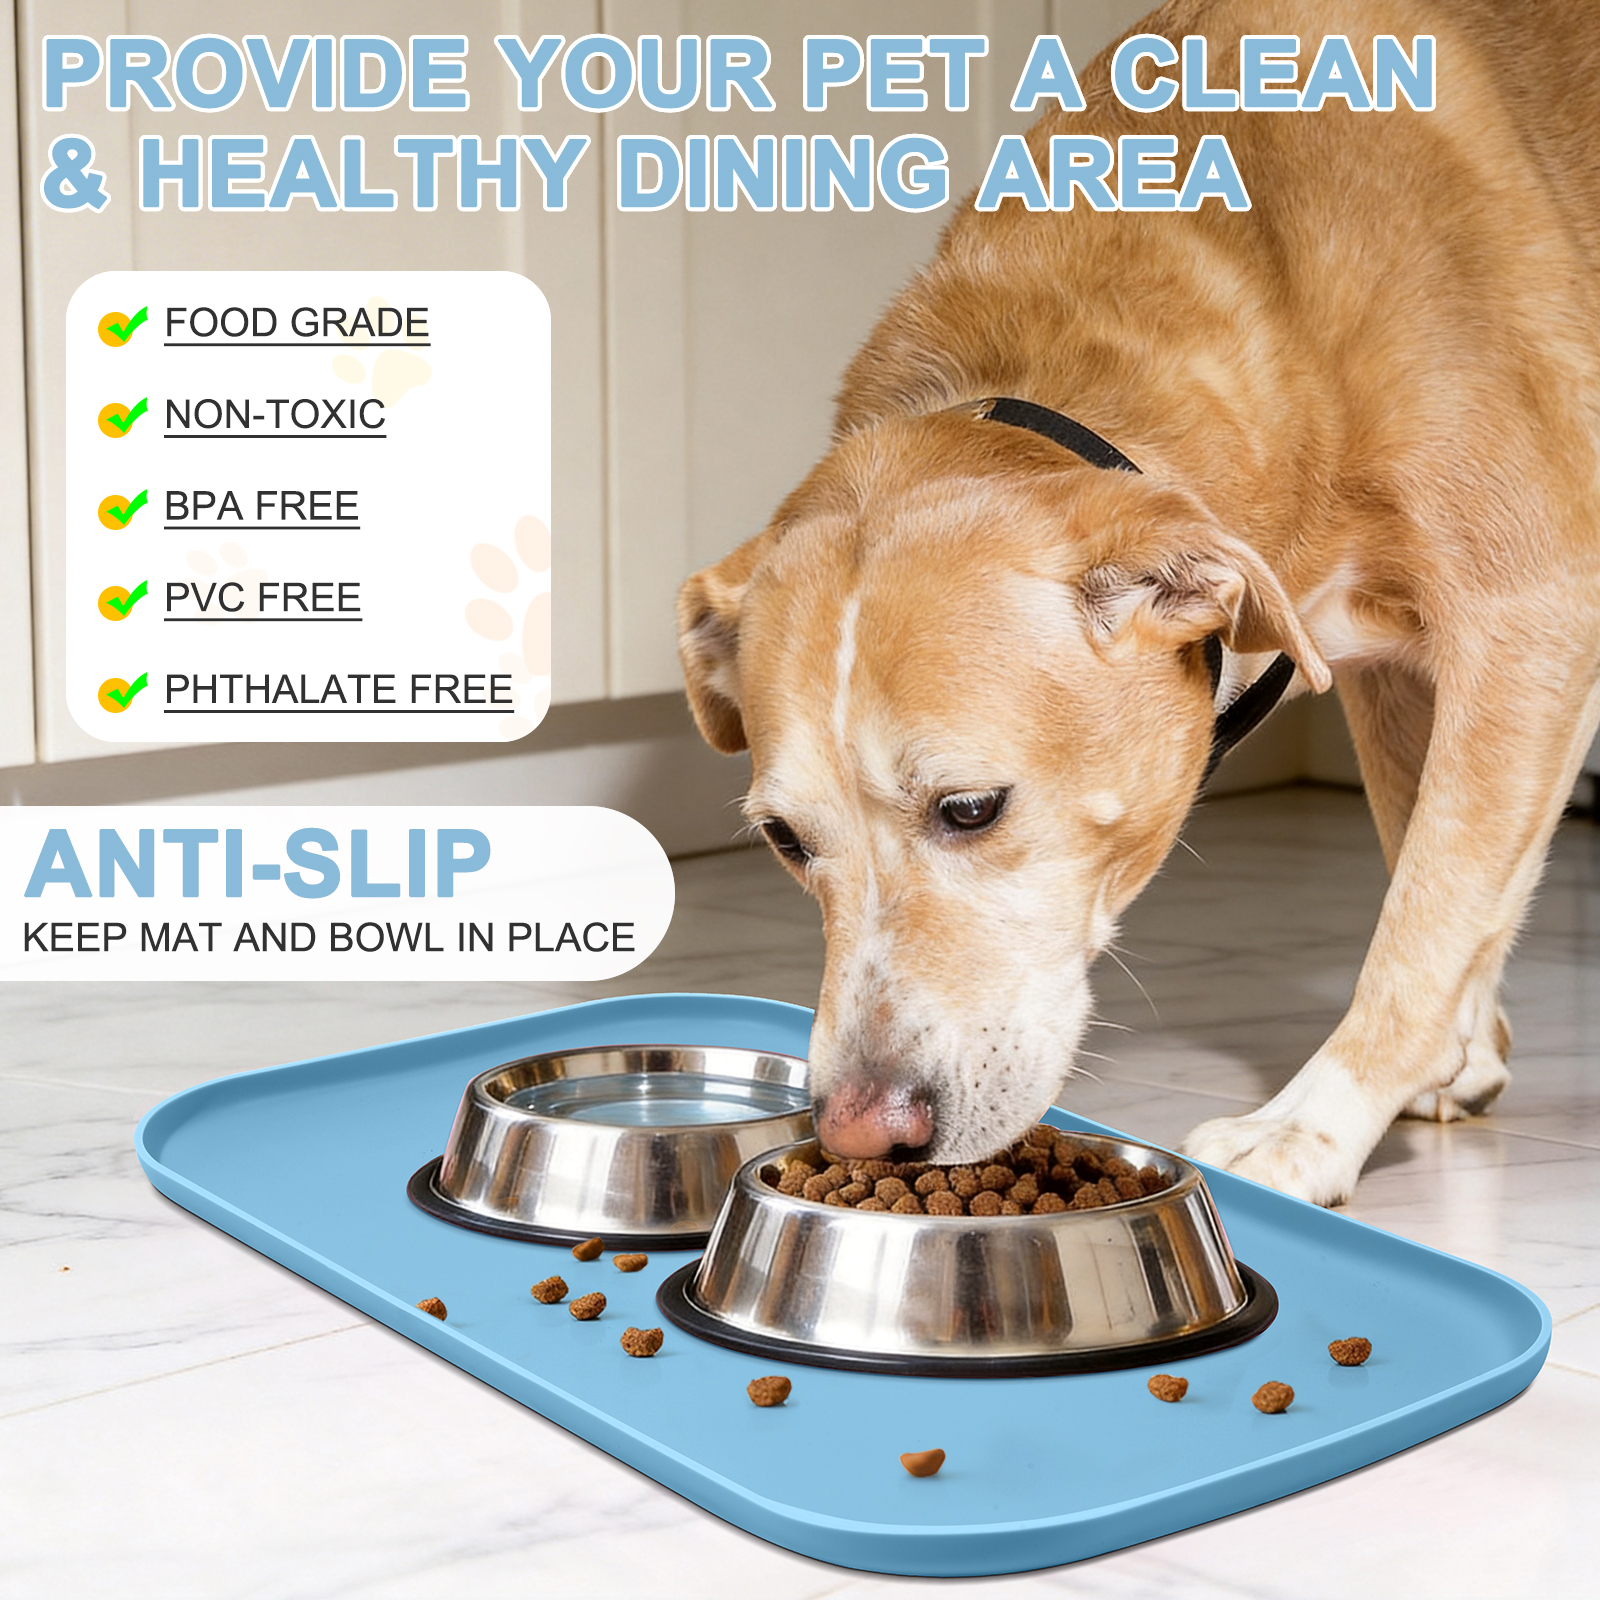 PROVIDE YOUR PET A CLEAN
& HEALTHY DINING AREA
FOOD GRADE
NON-TOXIC
BPA FREE
PVC FREE
PHTHALATE FREE
ANTI-SLIP
KEEP MAT AND BOWL IN PLACE